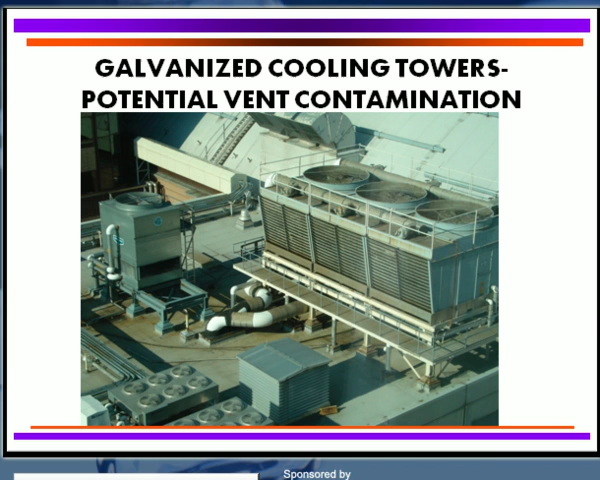 GALVANIZED COOLING TOWERS-
POTENTIAL VENT CONTAMINATION
Sponsored by